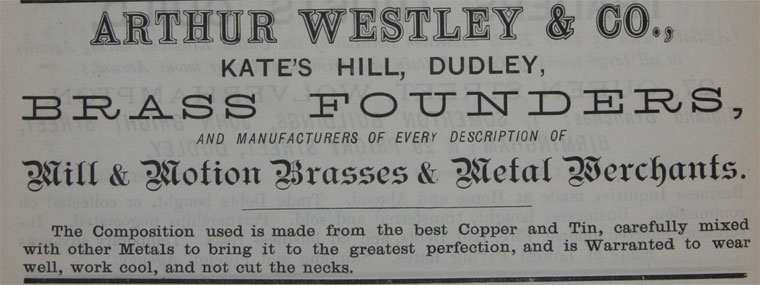 ARTHUR WESTLEY & CO.,
KATE'S HILL, DUDLEY,
BRASS FOUNDERS,
AND MANUFACTURERS OF EVERY DESCRIPTION OF
Mill & Motion Brasses & Metal Merchants.
The Composition used is made from the best Copper and Tin, carefully mixed
with other Metals to bring it to the greatest perfection, and is Warranted to wear
well, work cool, and not cut the necks.